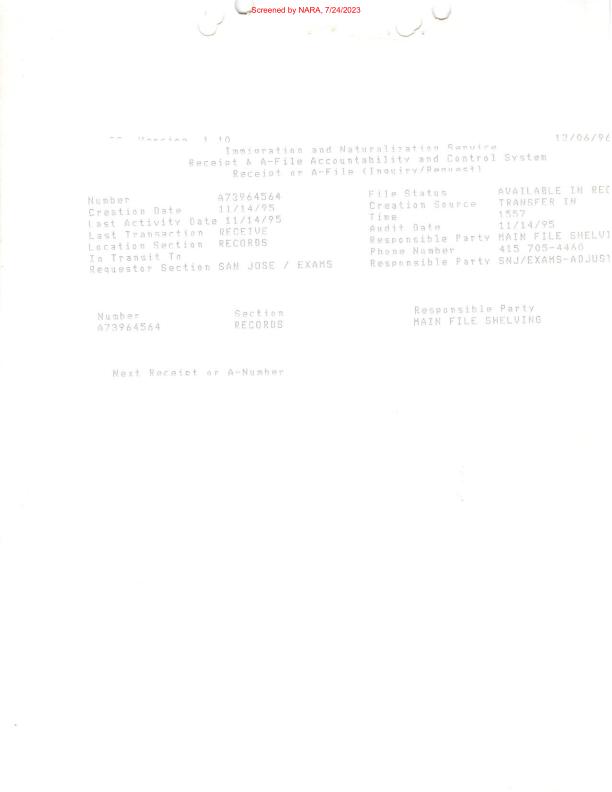 Screened by NARA, 7/24/2023
Version 1.10 12/06/96
Immigration and Naturalization Service
Receipt & A-File Accountability and Control System
Receipt or A-File (Inquiry/Request)
Number A73964564 File Status AVAILABLE IN REC
Creation Date 11/14/95 Creation Source TRANSFER IN
Last Activity Date 11/14/95 Time 1557
Last Transaction RECEIVE Audit Date 11/14/95
Location Section RECORDS Responsible Party MAIN FILE SHELVI
In Transit To Phone Number 415 705-4460
Requestor Section SAN JOSE / EXAMS Responsible Party SNJ/EXAMS-ADJUST
Number Section Responsible Party
A73964564 RECORDS MAIN FILE SHELVING
Next Receipt or A-Number